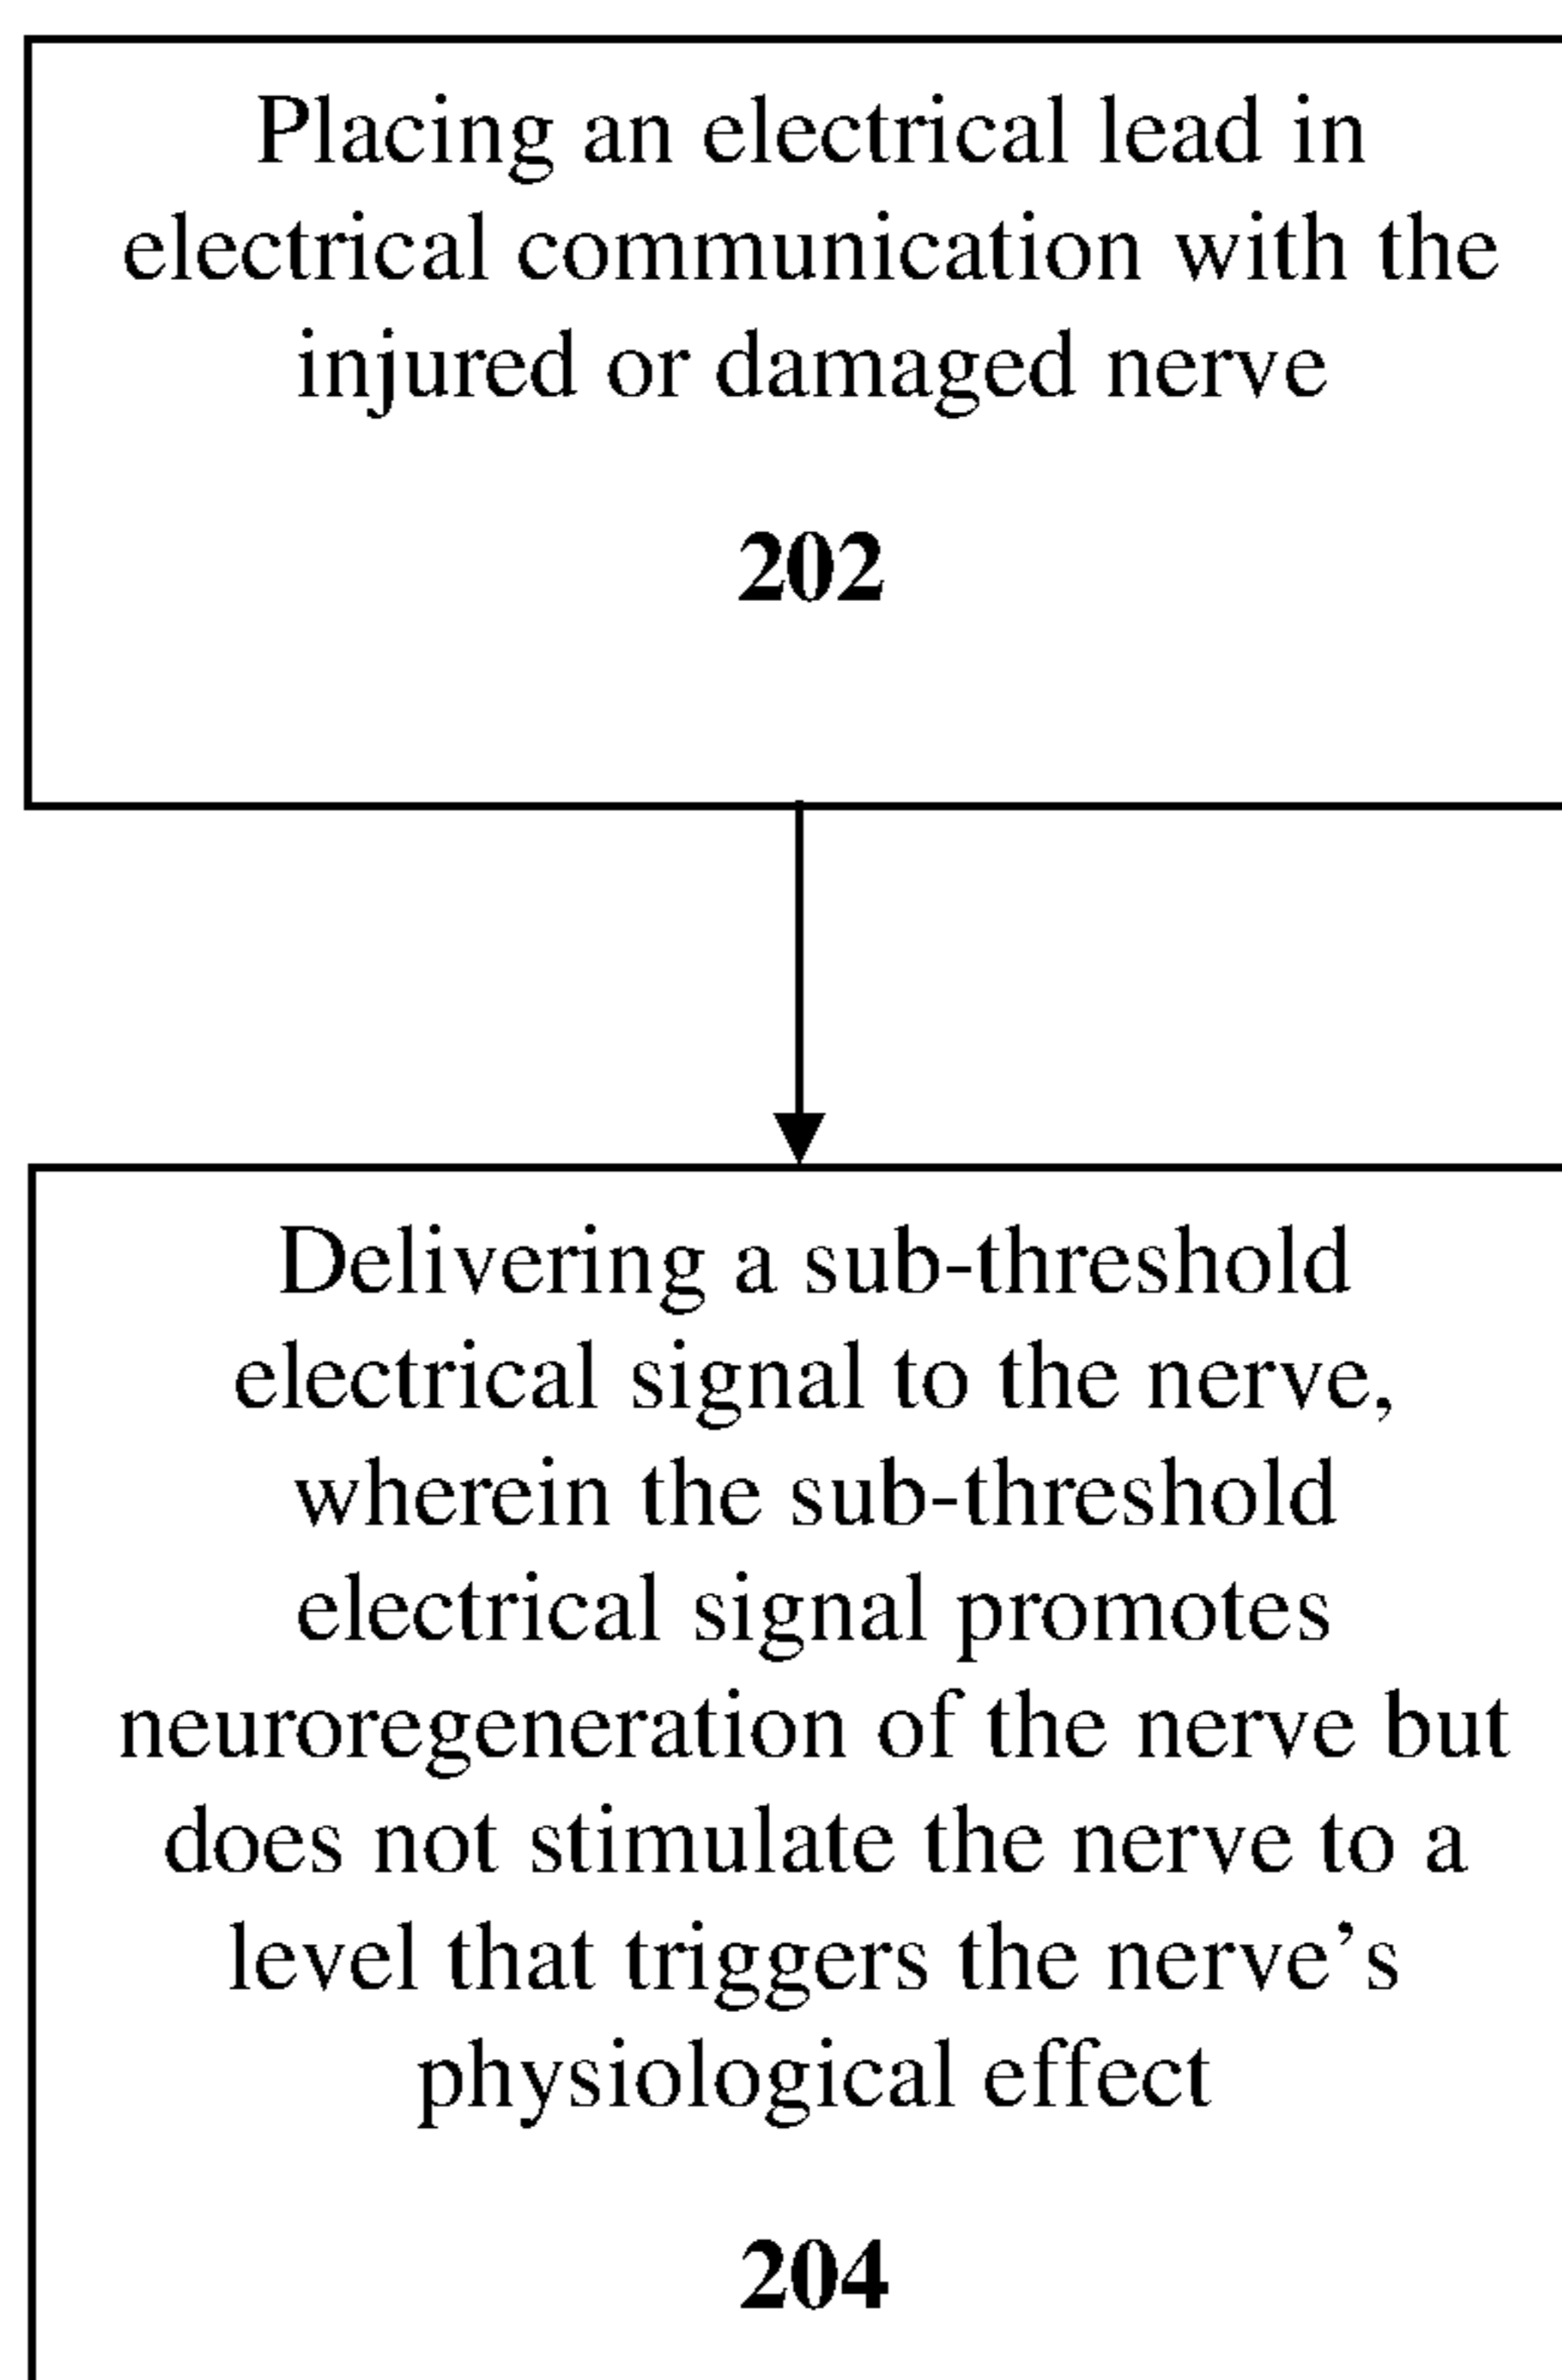 Placing an electrical lead in
electrical communication with the
injured or damaged nerve
202
Delivering a sub-threshold
electrical signal to the nerve,
wherein the sub-threshold
electrical signal promotes
neuroregeneration of the nerve but
does not stimulate the nerve to a
level that triggers the nerve’s
physiological effect
204